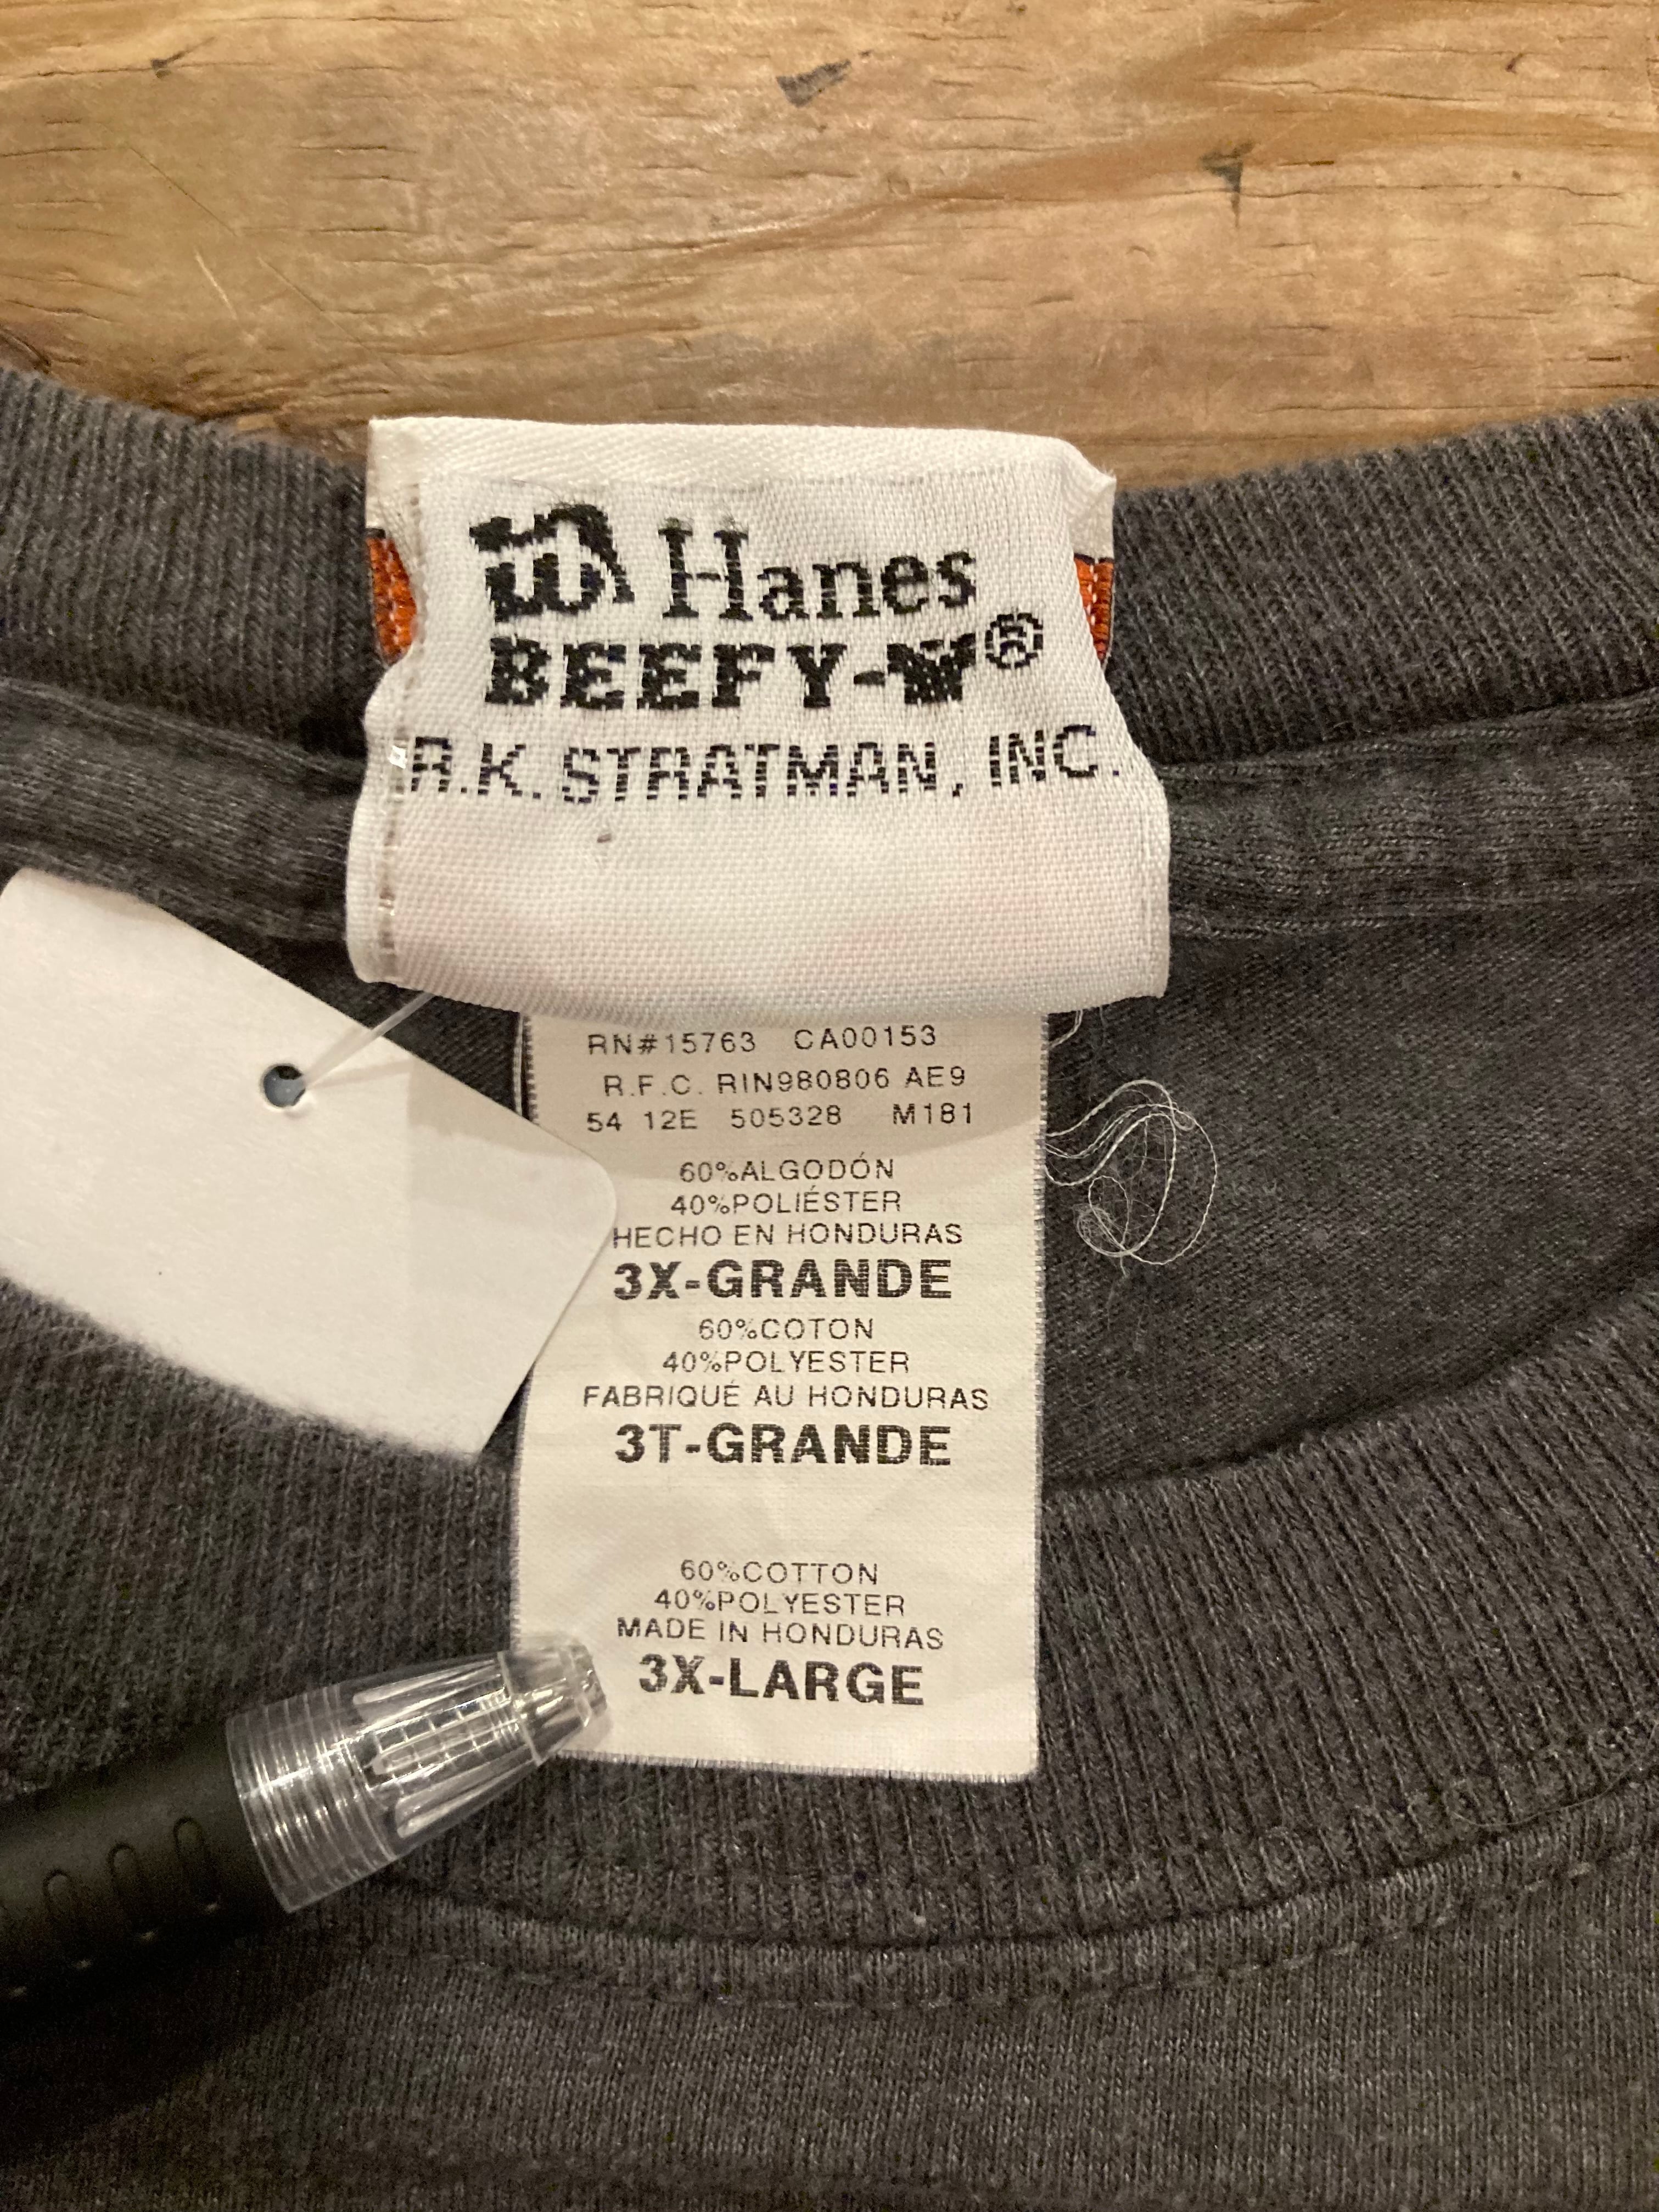 Hanes
BEEFY-T®
R.K. STRATMAN, INC.
RN#15763 CA00153
R.F.C. RIN980806 AE9
54 12E 505328 M181
60%ALGODÓN
40%POLIÉSTER
HECHO EN HONDURAS
3X-GRANDE
60%COTON
40%POLYESTER
FABRIQUÉ AU HONDURAS
3T-GRANDE
60%COTTON
40%POLYESTER
MADE IN HONDURAS
3X-LARGE